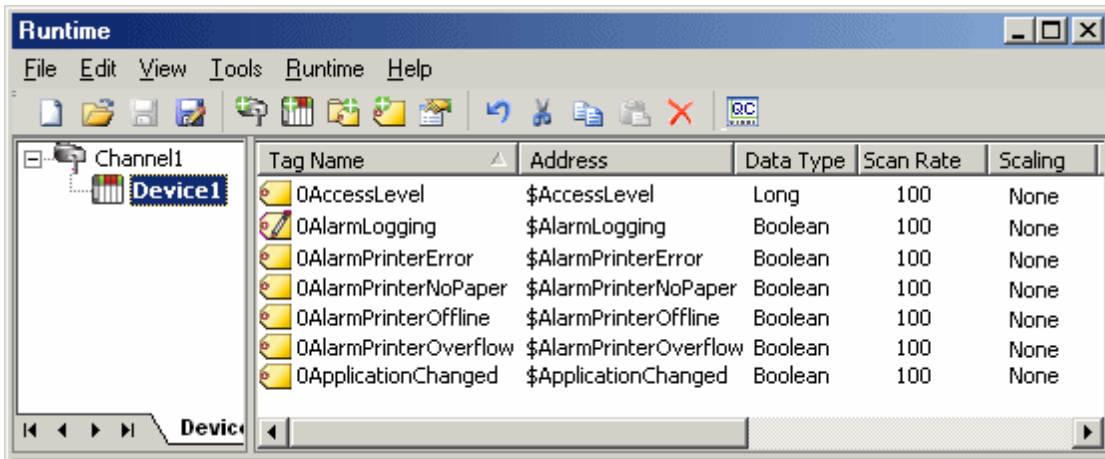 Runtime
File Edit View Tools Runtime Help
QC
Channel1
Device1
Tag Name Address Data Type Scan Rate Scaling
0AccessLevel $AccessLevel Long 100 None
0AlarmLogging $AlarmLogging Boolean 100 None
0AlarmPrinterError $AlarmPrinterError Boolean 100 None
0AlarmPrinterNoPaper $AlarmPrinterNoPaper Boolean 100 None
0AlarmPrinterOffline $AlarmPrinterOffline Boolean 100 None
0AlarmPrinterOverflow $AlarmPrinterOverflow Boolean 100 None
0ApplicationChanged $ApplicationChanged Boolean 100 None
Device